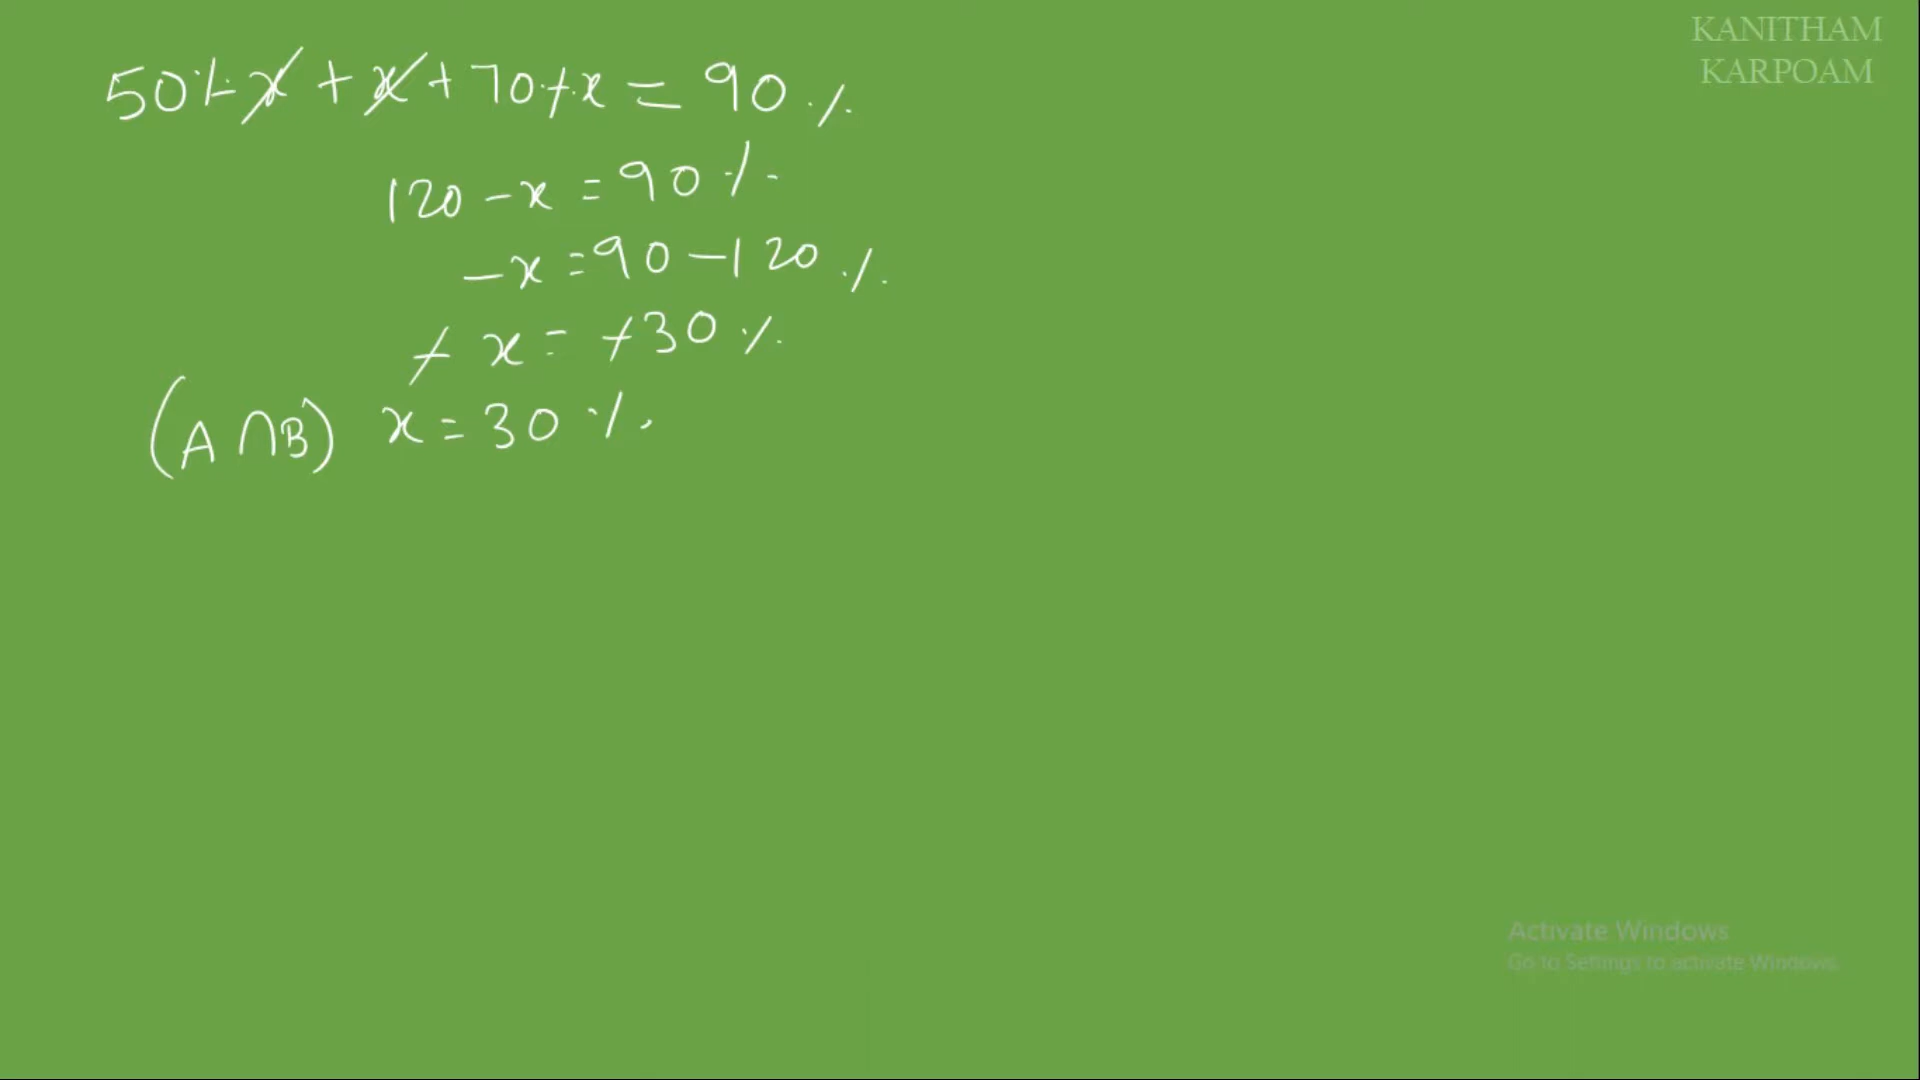 KANITHAM
KARPOAM
50% - x + x + 70% - x = 90%
120 - x = 90%
-x = 90 - 120%
+ x = +30%
(A ∩ B) x = 30%
Activate Windows
Go to Settings to activate Windows.